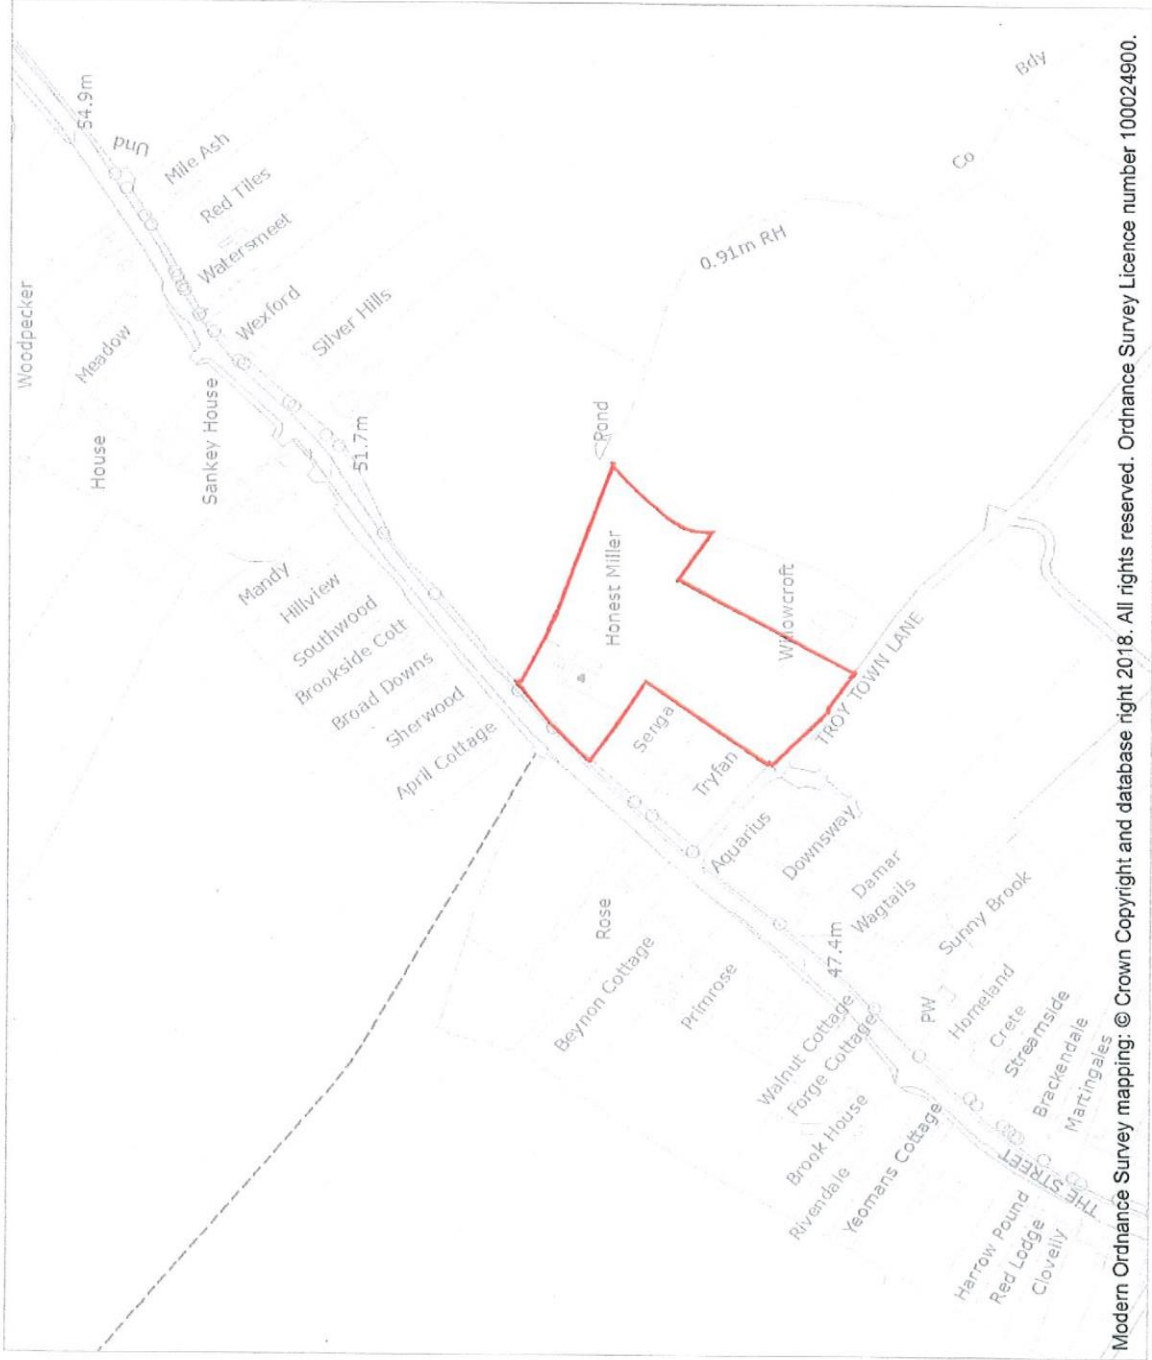 Woodpecker
54.9m
Und
Mile Ash
Meadow
Red Tiles
Watersmeet
House
Sankey House
Wexford
Silver Hills
Co
Bdy
0.91m RH
51.7m
Pond
Mandy
Hillview
Southwood
Brookside Cott
Broad Downs
Sherwood
April Cottage
Honest Miller
Willowcroft
Senga
Tryfan
TROY TOWN LANE
Aquarius
Downsway
Damar
Wagtails
Rose
Beynon Cottage
Primrose
47.4m
Sunny Brook
PW
Walnut Cottage
Forge Cottage
Homeland
Crete
Streamside
Brackendale
Martingales
Brook House
Rivendale
Yeomans Cottage
THE STREET
Harrow Pound
Red Lodge
Clovelly
Modern Ordnance Survey mapping: © Crown Copyright and database right 2018. All rights reserved. Ordnance Survey Licence number 100024900.